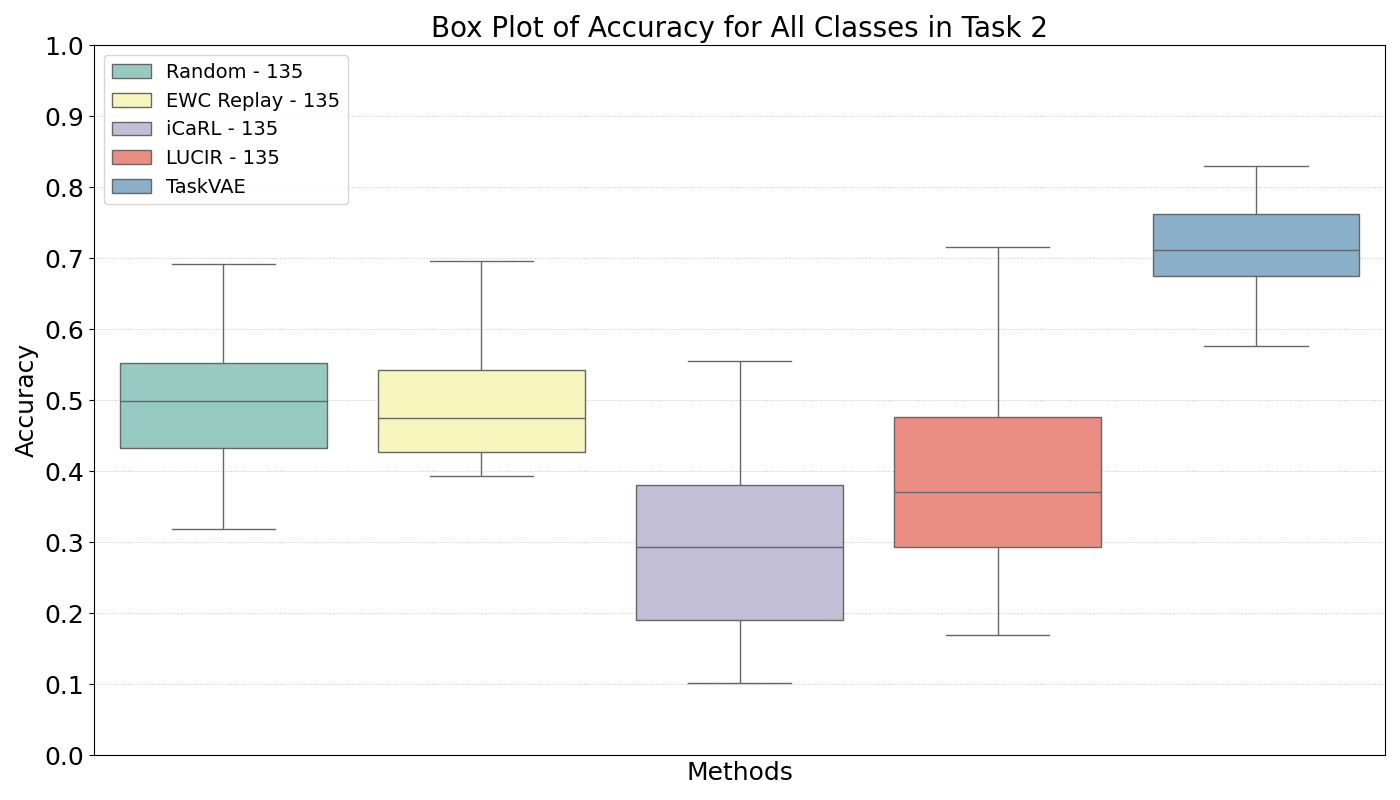 Box Plot of Accuracy for All Classes in Task 2
1.0
0.9
0.8
0.7
0.6
0.5
0.4
0.3
0.2
0.1
0.0
Accuracy
Random - 135
EWC Replay - 135
iCaRL - 135
LUCIR - 135
TaskVAE
Methods